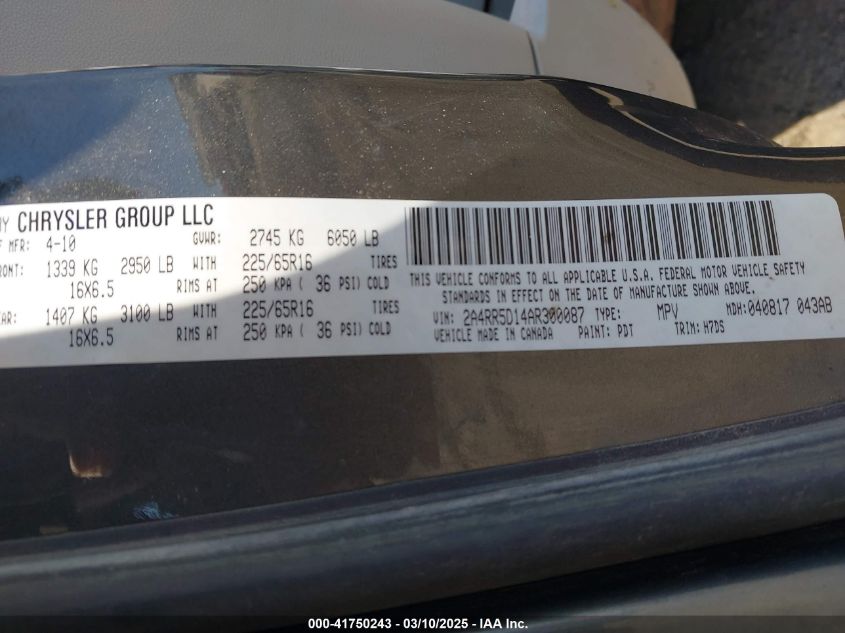 BY CHRYSLER GROUP LLC
F MFR: 4-10 GVWR: 2745 KG 6050 LB
RONT: 1339 KG 2950 LB WITH 225/65R16 TIRES
16X6.5 RIMS AT 250 KPA ( 36 PSI) COLD
EAR: 1407 KG 3100 LB WITH 225/65R16 TIRES
16X6.5 RIMS AT 250 KPA ( 36 PSI) COLD
THIS VEHICLE CONFORMS TO ALL APPLICABLE U.S.A. FEDERAL MOTOR VEHICLE SAFETY
STANDARDS IN EFFECT ON THE DATE OF MANUFACTURE SHOWN ABOVE.
VIN: 2A4RR5D14AR300087 TYPE: MPV MDH:040817 043AB
VEHICLE MADE IN CANADA PAINT: PDT TRIM: H7DS
000-41750243 — 03/10/2025 — IAA Inc.